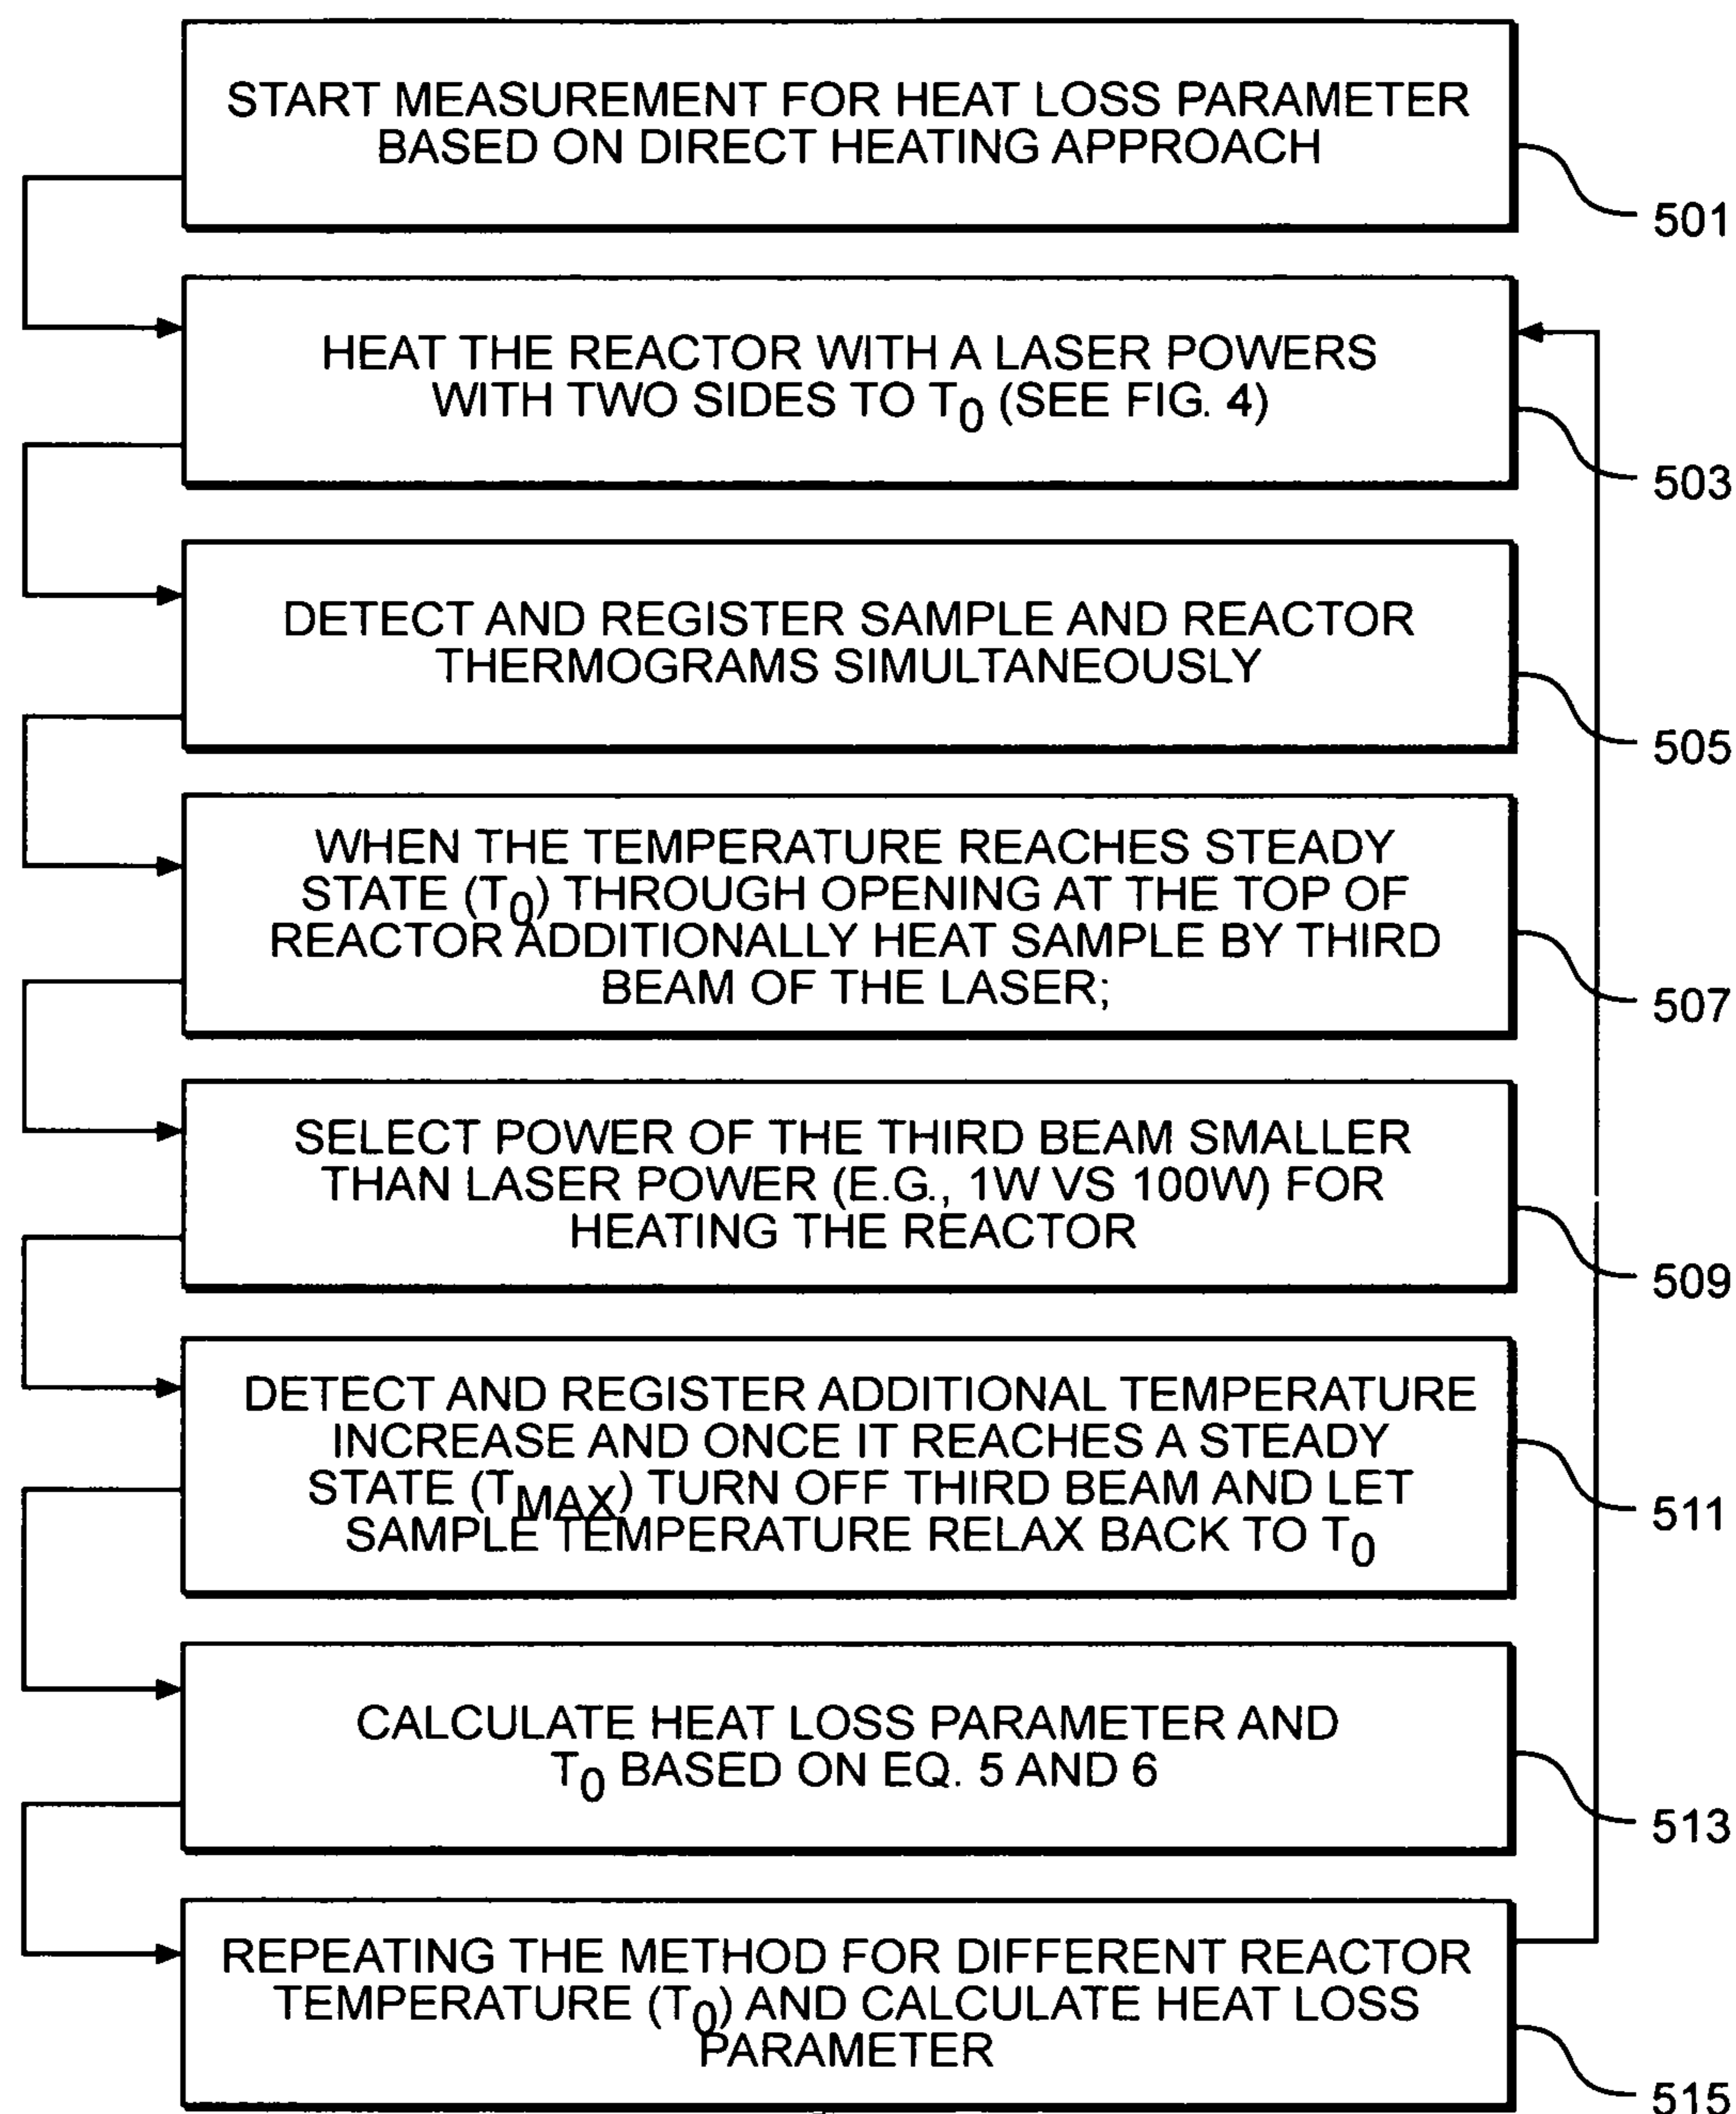 START MEASUREMENT FOR HEAT LOSS PARAMETER
BASED ON DIRECT HEATING APPROACH
501
HEAT THE REACTOR WITH A LASER POWERS
WITH TWO SIDES TO T0 (SEE FIG. 4)
503
DETECT AND REGISTER SAMPLE AND REACTOR
THERMOGRAMS SIMULTANEOUSLY
505
WHEN THE TEMPERATURE REACHES STEADY
STATE (T0) THROUGH OPENING AT THE TOP OF
REACTOR ADDITIONALLY HEAT SAMPLE BY THIRD
BEAM OF THE LASER;
507
SELECT POWER OF THE THIRD BEAM SMALLER
THAN LASER POWER (E.G., 1W VS 100W) FOR
HEATING THE REACTOR
509
DETECT AND REGISTER ADDITIONAL TEMPERATURE
INCREASE AND ONCE IT REACHES A STEADY
STATE (TMAX) TURN OFF THIRD BEAM AND LET
SAMPLE TEMPERATURE RELAX BACK TO T0
511
CALCULATE HEAT LOSS PARAMETER AND
T0 BASED ON EQ. 5 AND 6
513
REPEATING THE METHOD FOR DIFFERENT REACTOR
TEMPERATURE (T0) AND CALCULATE HEAT LOSS
PARAMETER
515